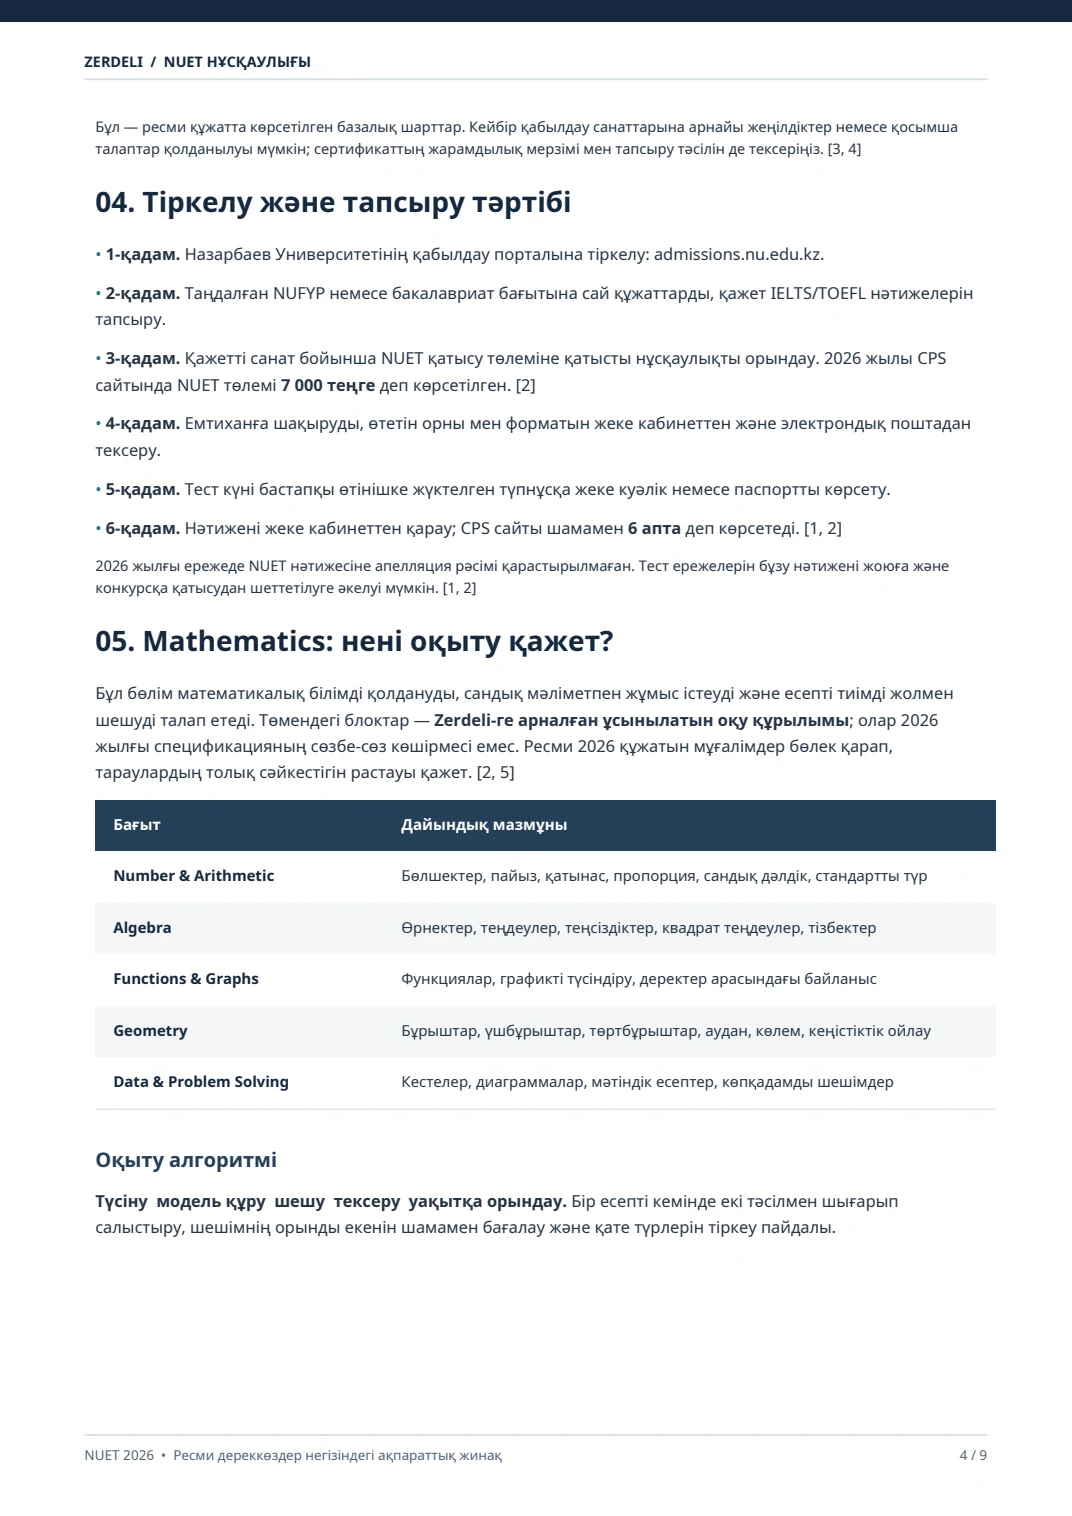 ZERDELI / NUET НҰСҚАУЛЫҒЫ
Бұл — ресми құжатта көрсетілген базалық шарттар. Кейбір қабылдау санаттарына арнайы жеңілдіктер немесе қосымша
талаптар қолданылуы мүмкін; сертификаттың жарамдылық мерзімі мен тапсыру тәсілін де тексеріңіз. [3, 4]
04. Тіркелу және тапсыру тәртібі
• 1-қадам. Назарбаев Университетінің қабылдау порталына тіркелу: admissions.nu.edu.kz.
• 2-қадам. Таңдалған NUFYP немесе бакалавриат бағытына сай құжаттарды, қажет IELTS/TOEFL нәтижелерін
тапсыру.
• 3-қадам. Қажетті санат бойынша NUET қатысу төлеміне қатысты нұсқаулықты орындау. 2026 жылы CPS
сайтында NUET төлемі 7 000 теңге деп көрсетілген. [2]
• 4-қадам. Емтиханға шақыруды, өтетін орны мен форматын жеке кабинеттен және электрондық поштадан
тексеру.
• 5-қадам. Тест күні бастапқы өтінішке жүктелген түпнұсқа жеке куәлік немесе паспортты көрсету.
• 6-қадам. Нәтижені жеке кабинеттен қарау; CPS сайты шамамен 6 апта деп көрсетеді. [1, 2]
2026 жылғы ережеде NUET нәтижесіне апелляция рәсімі қарастырылмаған. Тест ережелерін бұзу нәтижені жоюға және
конкурсқа қатысудан шеттетілуге әкелуі мүмкін. [1, 2]
05. Mathematics: нені оқыту қажет?
Бұл бөлім математикалық білімді қолдануды, сандық мәліметпен жұмыс істеуді және есепті тиімді жолмен
шешуді талап етеді. Төмендегі блоктар — Zerdeli-ге арналған ұсынылатын оқу құрылымы; олар 2026
жылғы спецификацияның сөзбе-сөз көшірмесі емес. Ресми 2026 құжатын мұғалімдер бөлек қарап,
тараулардың толық сәйкестігін растауы қажет. [2, 5]
Бағыт Дайындық мазмұны
Number & Arithmetic Бөлшектер, пайыз, қатынас, пропорция, сандық дәлдік, стандартты түр
Algebra Өрнектер, теңдеулер, теңсіздіктер, квадрат теңдеулер, тізбектер
Functions & Graphs Функциялар, графикті түсіндіру, деректер арасындағы байланыс
Geometry Бұрыштар, үшбұрыштар, төртбұрыштар, аудан, көлем, кеңістіктік ойлау
Data & Problem Solving Кестелер, диаграммалар, мәтіндік есептер, көпқадамды шешімдер
Оқыту алгоритмі
Түсіну модель құру шешу тексеру уақытқа орындау. Бір есепті кемінде екі тәсілмен шығарып
салыстыру, шешімнің орынды екенін шамамен бағалау және қате түрлерін тіркеу пайдалы.
NUET 2026 • Ресми дереккөздер негізіндегі ақпараттық жинақ 4 / 9